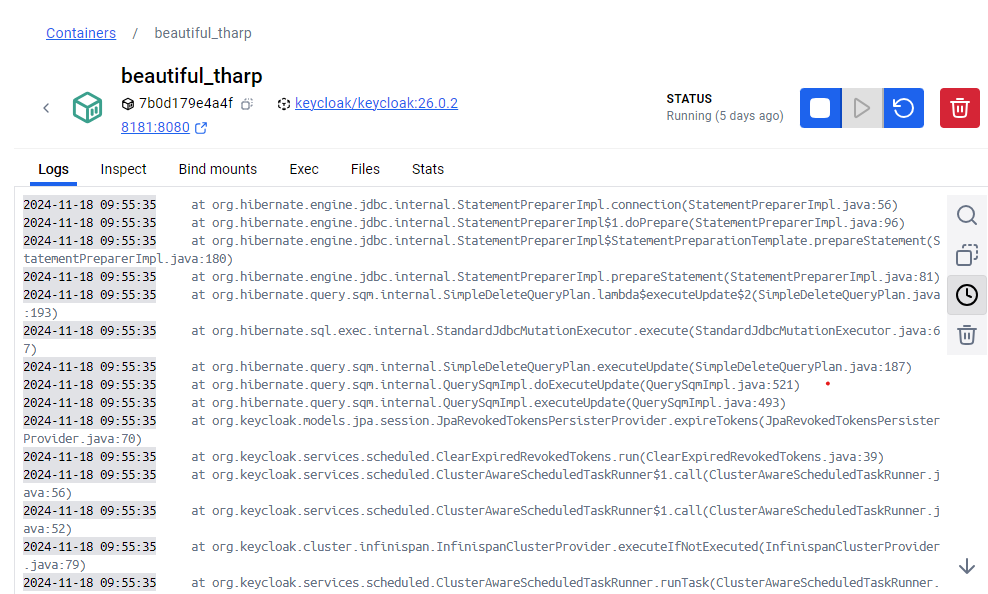 Containers / beautiful_tharp
beautiful_tharp
7b0d179e4a4f keycloak/keycloak:26.0.2
8181:8080
STATUS
Running (5 days ago)
Logs Inspect Bind mounts Exec Files Stats
2024-11-18 09:55:35 at org.hibernate.engine.jdbc.internal.StatementPreparerImpl.connection(StatementPreparerImpl.java:56)
2024-11-18 09:55:35 at org.hibernate.engine.jdbc.internal.StatementPreparerImpl$1.doPrepare(StatementPreparerImpl.java:96)
2024-11-18 09:55:35 at org.hibernate.engine.jdbc.internal.StatementPreparerImpl$StatementPreparationTemplate.prepareStatement(S
tatementPreparerImpl.java:180)
2024-11-18 09:55:35 at org.hibernate.engine.jdbc.internal.StatementPreparerImpl.prepareStatement(StatementPreparerImpl.java:81)
2024-11-18 09:55:35 at org.hibernate.query.sqm.internal.SimpleDeleteQueryPlan.lambda$executeUpdate$2(SimpleDeleteQueryPlan.java
:193)
2024-11-18 09:55:35 at org.hibernate.sql.exec.internal.StandardJdbcMutationExecutor.execute(StandardJdbcMutationExecutor.java:6
7)
2024-11-18 09:55:35 at org.hibernate.query.sqm.internal.SimpleDeleteQueryPlan.executeUpdate(SimpleDeleteQueryPlan.java:187)
2024-11-18 09:55:35 at org.hibernate.query.sqm.internal.QuerySqmImpl.doExecuteUpdate(QuerySqmImpl.java:521)
2024-11-18 09:55:35 at org.hibernate.query.sqm.internal.QuerySqmImpl.executeUpdate(QuerySqmImpl.java:493)
2024-11-18 09:55:35 at org.keycloak.models.jpa.session.JpaRevokedTokensPersisterProvider.expireTokens(JpaRevokedTokensPersister
Provider.java:70)
2024-11-18 09:55:35 at org.keycloak.services.scheduled.ClearExpiredRevokedTokens.run(ClearExpiredRevokedTokens.java:39)
2024-11-18 09:55:35 at org.keycloak.services.scheduled.ClusterAwareScheduledTaskRunner$1.call(ClusterAwareScheduledTaskRunner.j
ava:56)
2024-11-18 09:55:35 at org.keycloak.services.scheduled.ClusterAwareScheduledTaskRunner$1.call(ClusterAwareScheduledTaskRunner.j
ava:52)
2024-11-18 09:55:35 at org.keycloak.cluster.infinispan.InfinispanClusterProvider.executeIfNotExecuted(InfinispanClusterProvider
.java:79)
2024-11-18 09:55:35 at org.keycloak.services.scheduled.ClusterAwareScheduledTaskRunner.runTask(ClusterAwareScheduledTaskRunner.